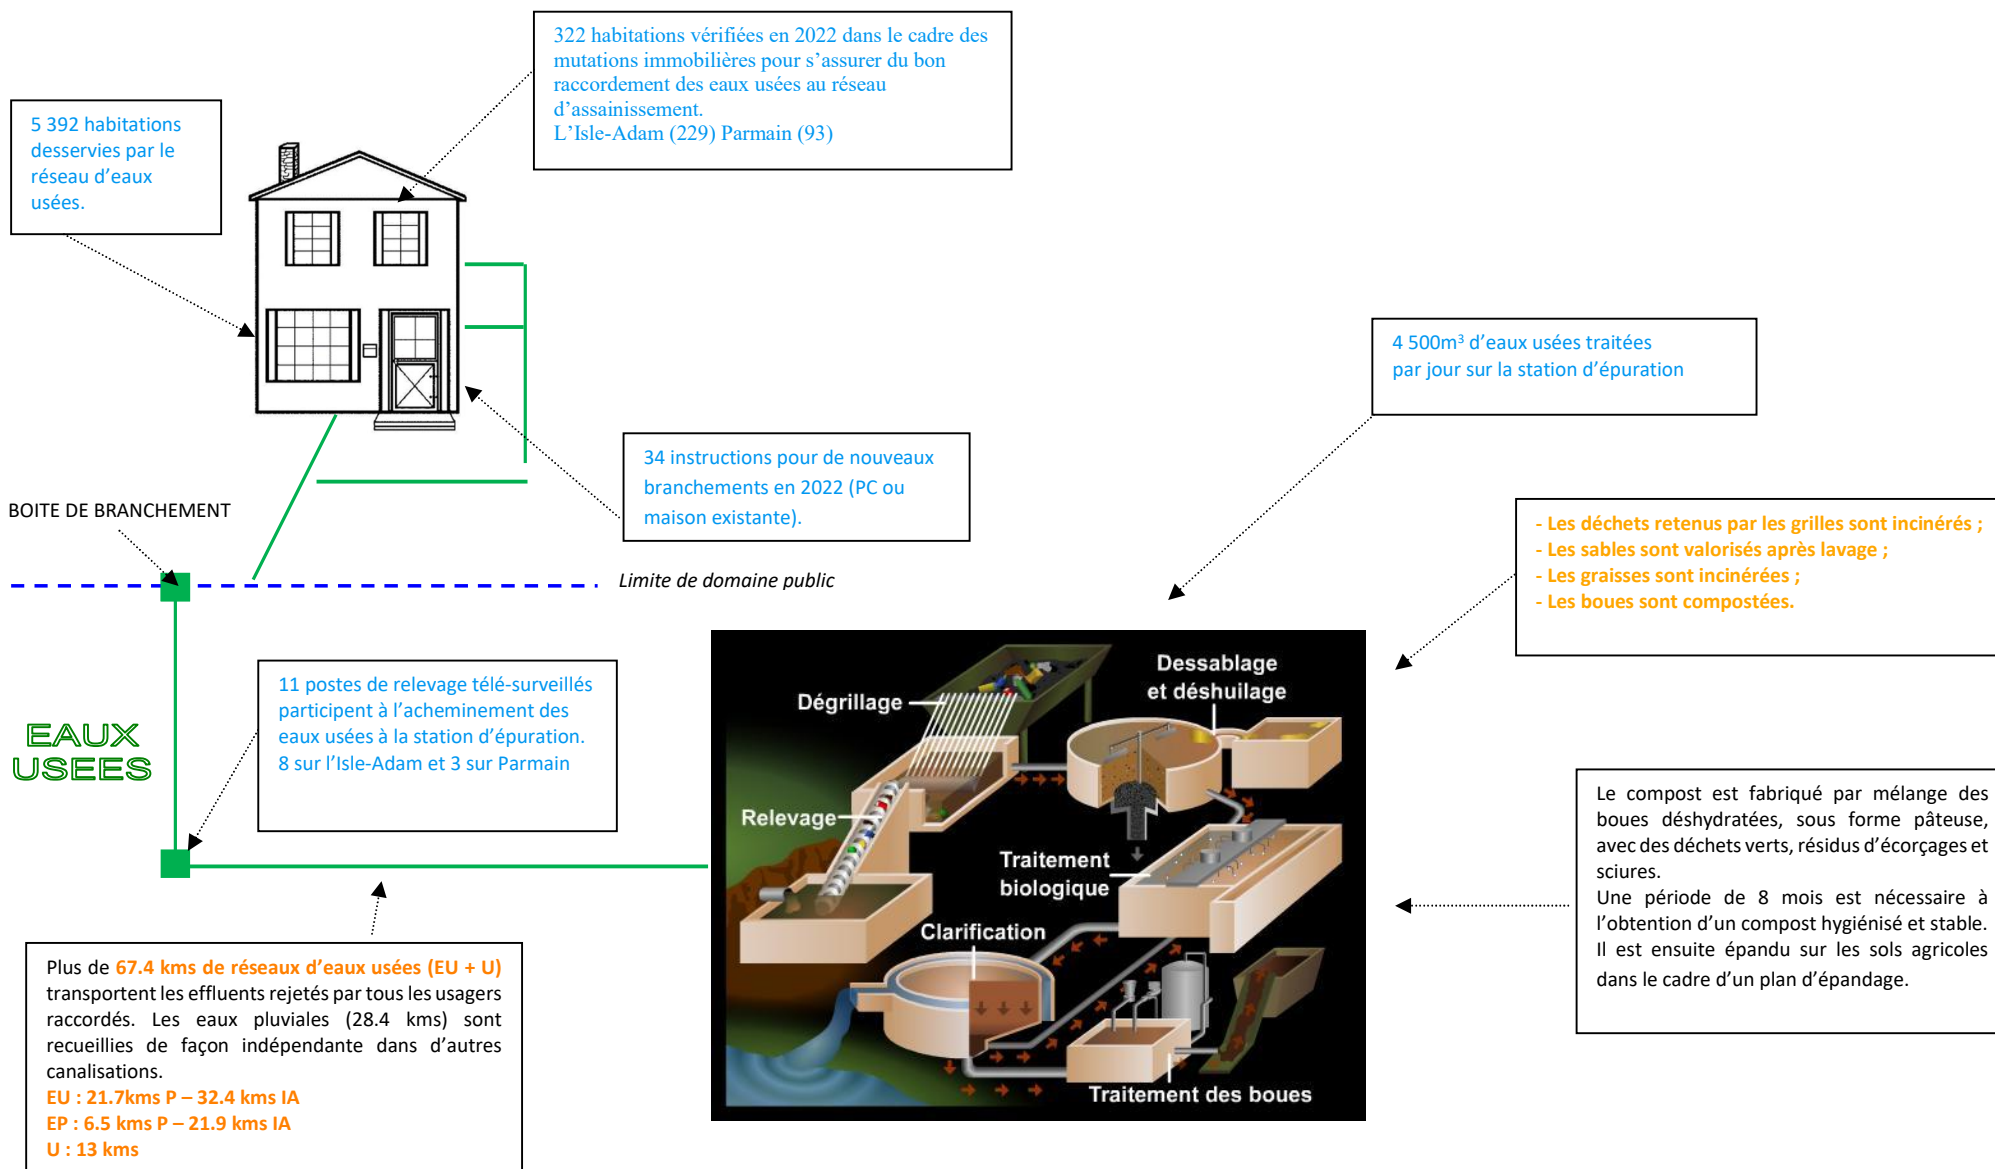 322 habitations vérifiées en 2022 dans le cadre des
mutations immobilières pour s’assurer du bon
raccordement des eaux usées au réseau
d’assainissement.
L’Isle-Adam (229) Parmain (93)
5 392 habitations
desservies par le
réseau d’eaux
usées.
4 500m³ d’eaux usées traitées
par jour sur la station d’épuration
34 instructions pour de nouveaux
branchements en 2022 (PC ou
maison existante).
BOITE DE BRANCHEMENT
Limite de domaine public
- Les déchets retenus par les grilles sont incinérés ;
- Les sables sont valorisés après lavage ;
- Les graisses sont incinérées ;
- Les boues sont compostées.
11 postes de relevage télé-surveillés
participent à l’acheminement des
eaux usées à la station d’épuration.
8 sur l’Isle-Adam et 3 sur Parmain
EAUX
USEES
Dégrillage
Dessablage
et déshuilage
Relevage
Traitement
biologique
Clarification
Traitement des boues
Le compost est fabriqué par mélange des
boues déshydratées, sous forme pâteuse,
avec des déchets verts, résidus d’écorçages et
sciures.
Une période de 8 mois est nécessaire à
l’obtention d’un compost hygiénisé et stable.
Il est ensuite épandu sur les sols agricoles
dans le cadre d’un plan d’épandage.
Plus de 67.4 kms de réseaux d’eaux usées (EU + U)
transportent les effluents rejetés par tous les usagers
raccordés. Les eaux pluviales (28.4 kms) sont
recueillies de façon indépendante dans d’autres
canalisations.
EU : 21.7kms P – 32.4 kms IA
EP : 6.5 kms P – 21.9 kms IA
U : 13 kms